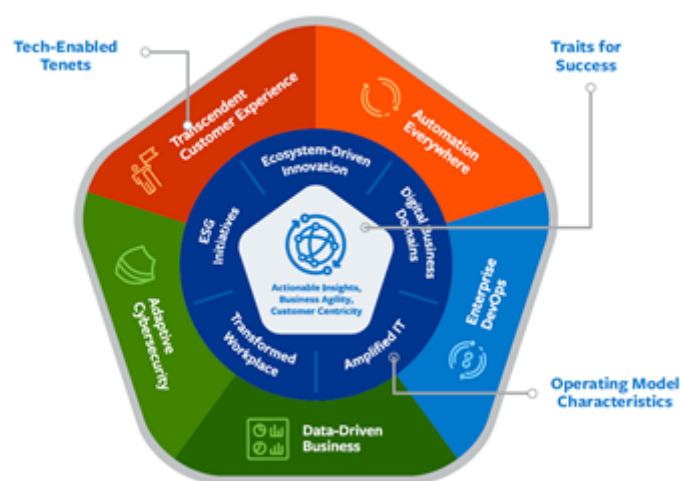 Tech-Enabled
Tenets
Traits for
Success
Transcendent
Customer Experience
Automation
Everywhere
Ecosystem-Driven
Innovation
ESG
Initiatives
Digital Business
Domains
Actionable Insights,
Business Agility,
Customer Centricity
Adaptive
Cybersecurity
Enterprise
DevOps
Transformed
Workplace
Amplified IT
Operating Model
Characteristics
Data-Driven
Business